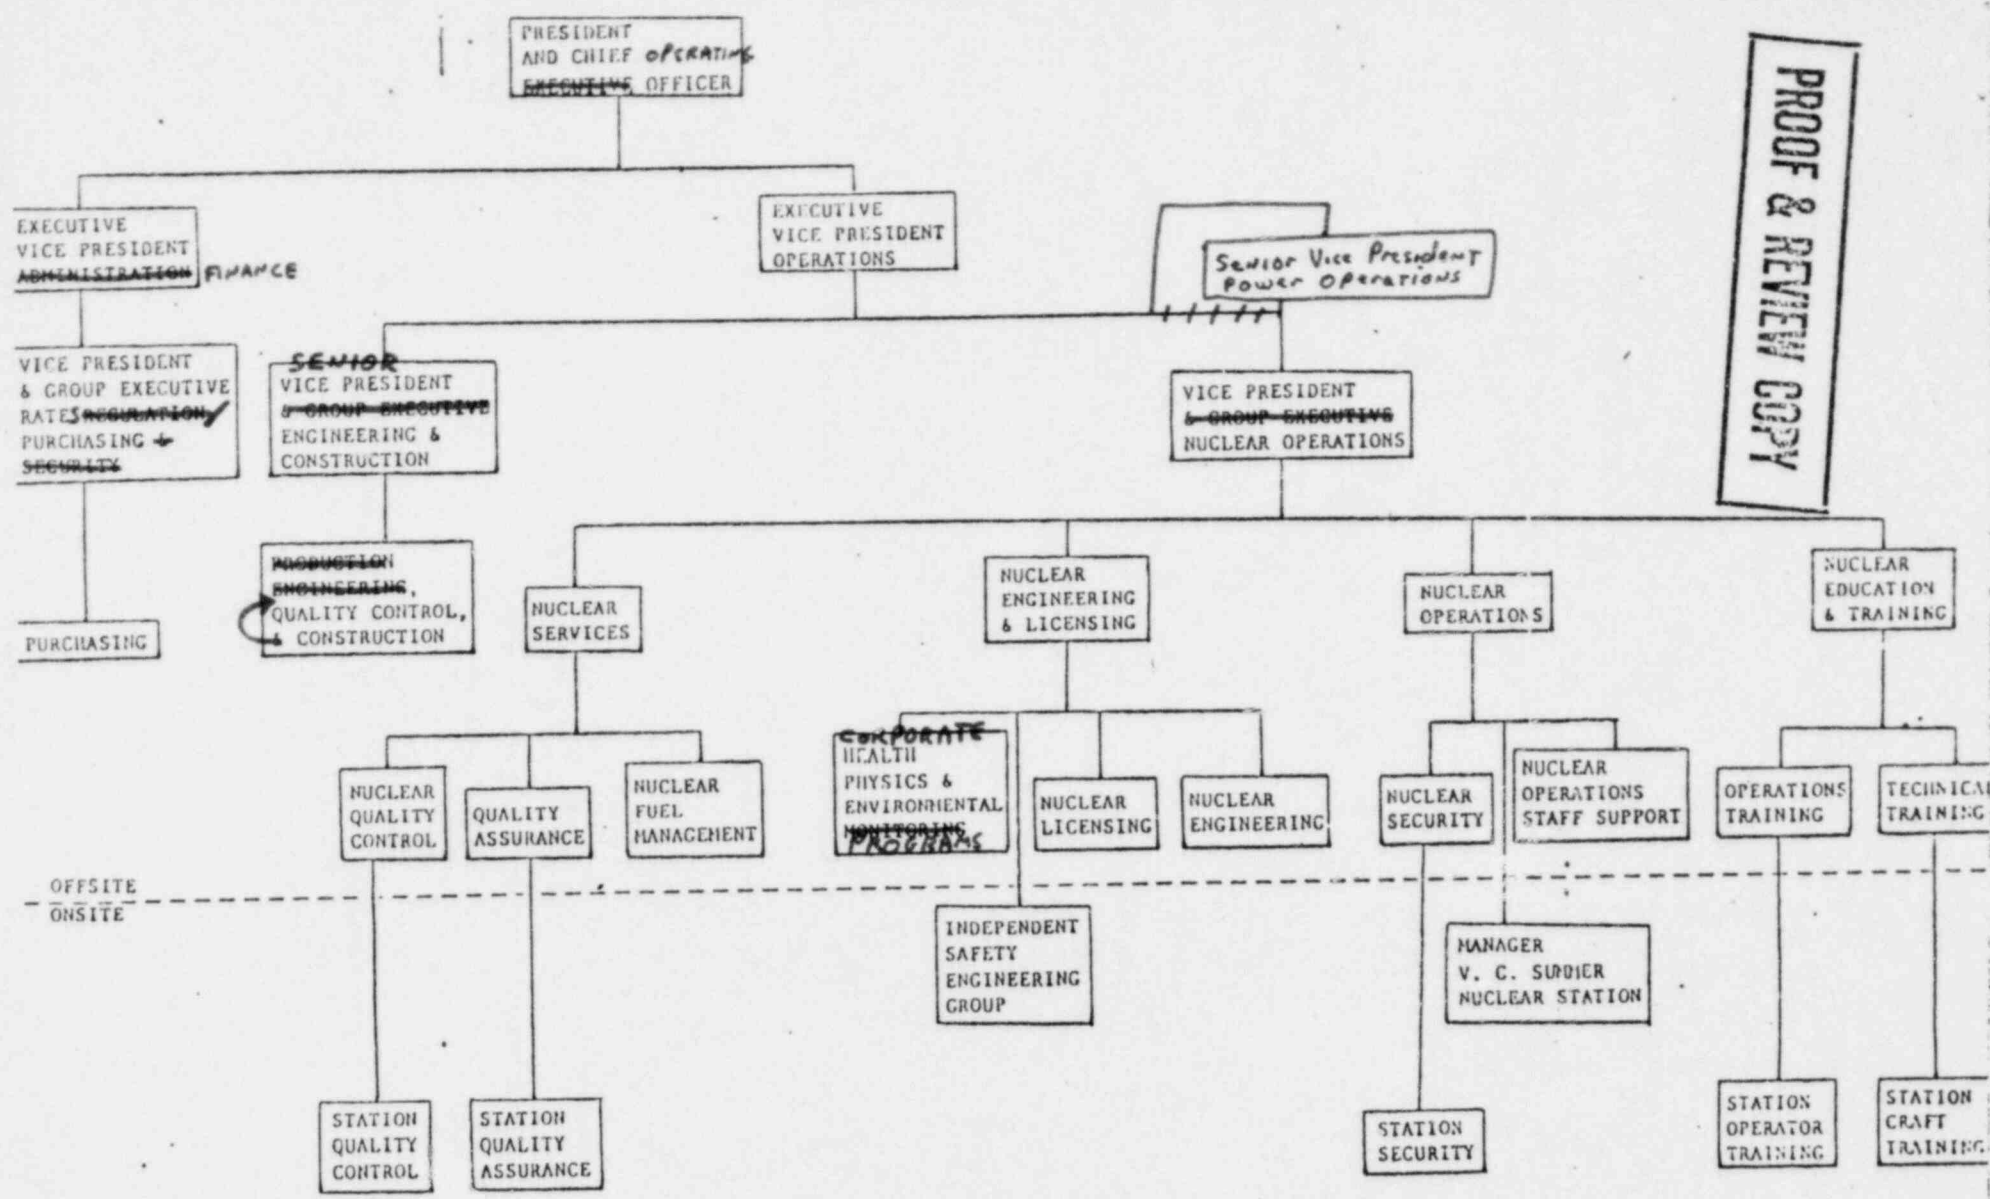 PRESIDENT
AND CHIEF OPERATING
EXECUTIVE OFFICER
PROOF & REVIEW COPY
EXECUTIVE
VICE PRESIDENT
ADMINISTRATION FINANCE
EXECUTIVE
VICE PRESIDENT
OPERATIONS
Senior Vice President
Power Operations
VICE PRESIDENT
& GROUP EXECUTIVE
RATES REGULATION,
PURCHASING &
SECURITY
SENIOR
VICE PRESIDENT
& GROUP EXECUTIVE
ENGINEERING &
CONSTRUCTION
VICE PRESIDENT
& GROUP EXECUTIVE
NUCLEAR OPERATIONS
PURCHASING
PRODUCTION
ENGINEERING,
QUALITY CONTROL,
& CONSTRUCTION
NUCLEAR
SERVICES
NUCLEAR
ENGINEERING
& LICENSING
NUCLEAR
OPERATIONS
NUCLEAR
EDUCATION
& TRAINING
NUCLEAR
QUALITY
CONTROL
QUALITY
ASSURANCE
NUCLEAR
FUEL
MANAGEMENT
CORPORATE
HEALTH
PHYSICS &
ENVIRONMENTAL
MONITORING
PROGRAMS
NUCLEAR
LICENSING
NUCLEAR
ENGINEERING
NUCLEAR
SECURITY
NUCLEAR
OPERATIONS
STAFF SUPPORT
OPERATIONS
TRAINING
TECHNICAL
TRAINING
OFFSITE
ONSITE
INDEPENDENT
SAFETY
ENGINEERING
GROUP
MANAGER
V. C. SUMMER
NUCLEAR STATION
STATION
QUALITY
CONTROL
STATION
QUALITY
ASSURANCE
STATION
SECURITY
STATION
OPERATOR
TRAINING
STATION
CRAFT
TRAINING